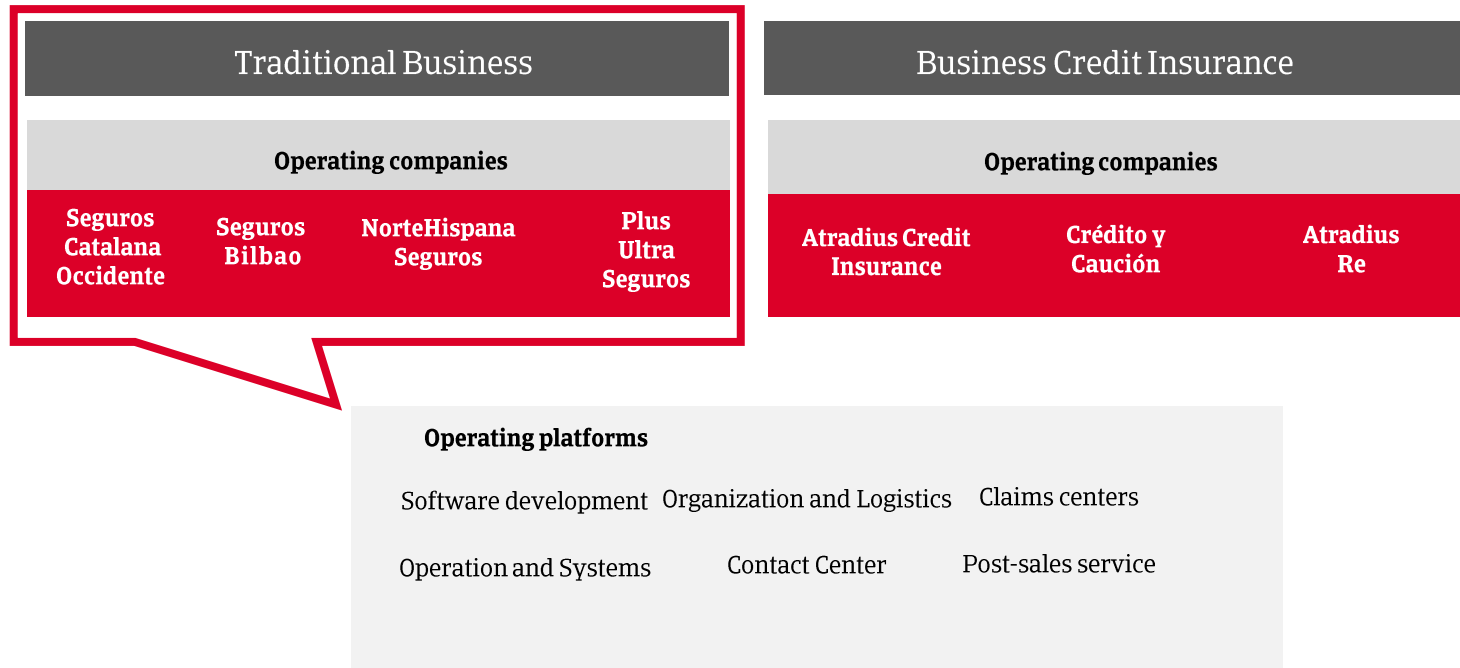 Traditional Business
Business Credit Insurance
Operating companies
Operating companies
Seguros
Catalana
Occidente
Seguros
Bilbao
NorteHispana
Seguros
Plus
Ultra
Seguros
Atradius Credit
Insurance
Crédito y
Caución
Atradius
Re
Operating platforms
Software development
Organization and Logistics
Claims centers
Operation and Systems
Contact Center
Post-sales service